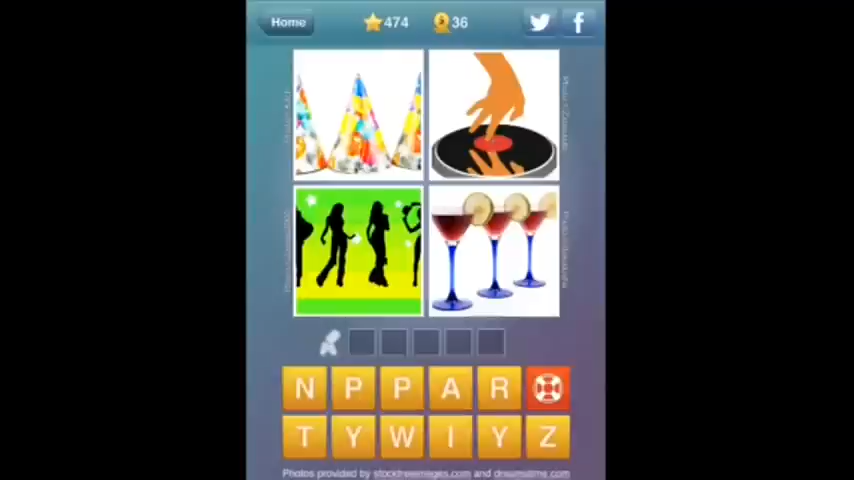 Home 474 36
N P P A R
T Y W I Y Z
Photos provided by stockfreeimages.com and dreamstime.com